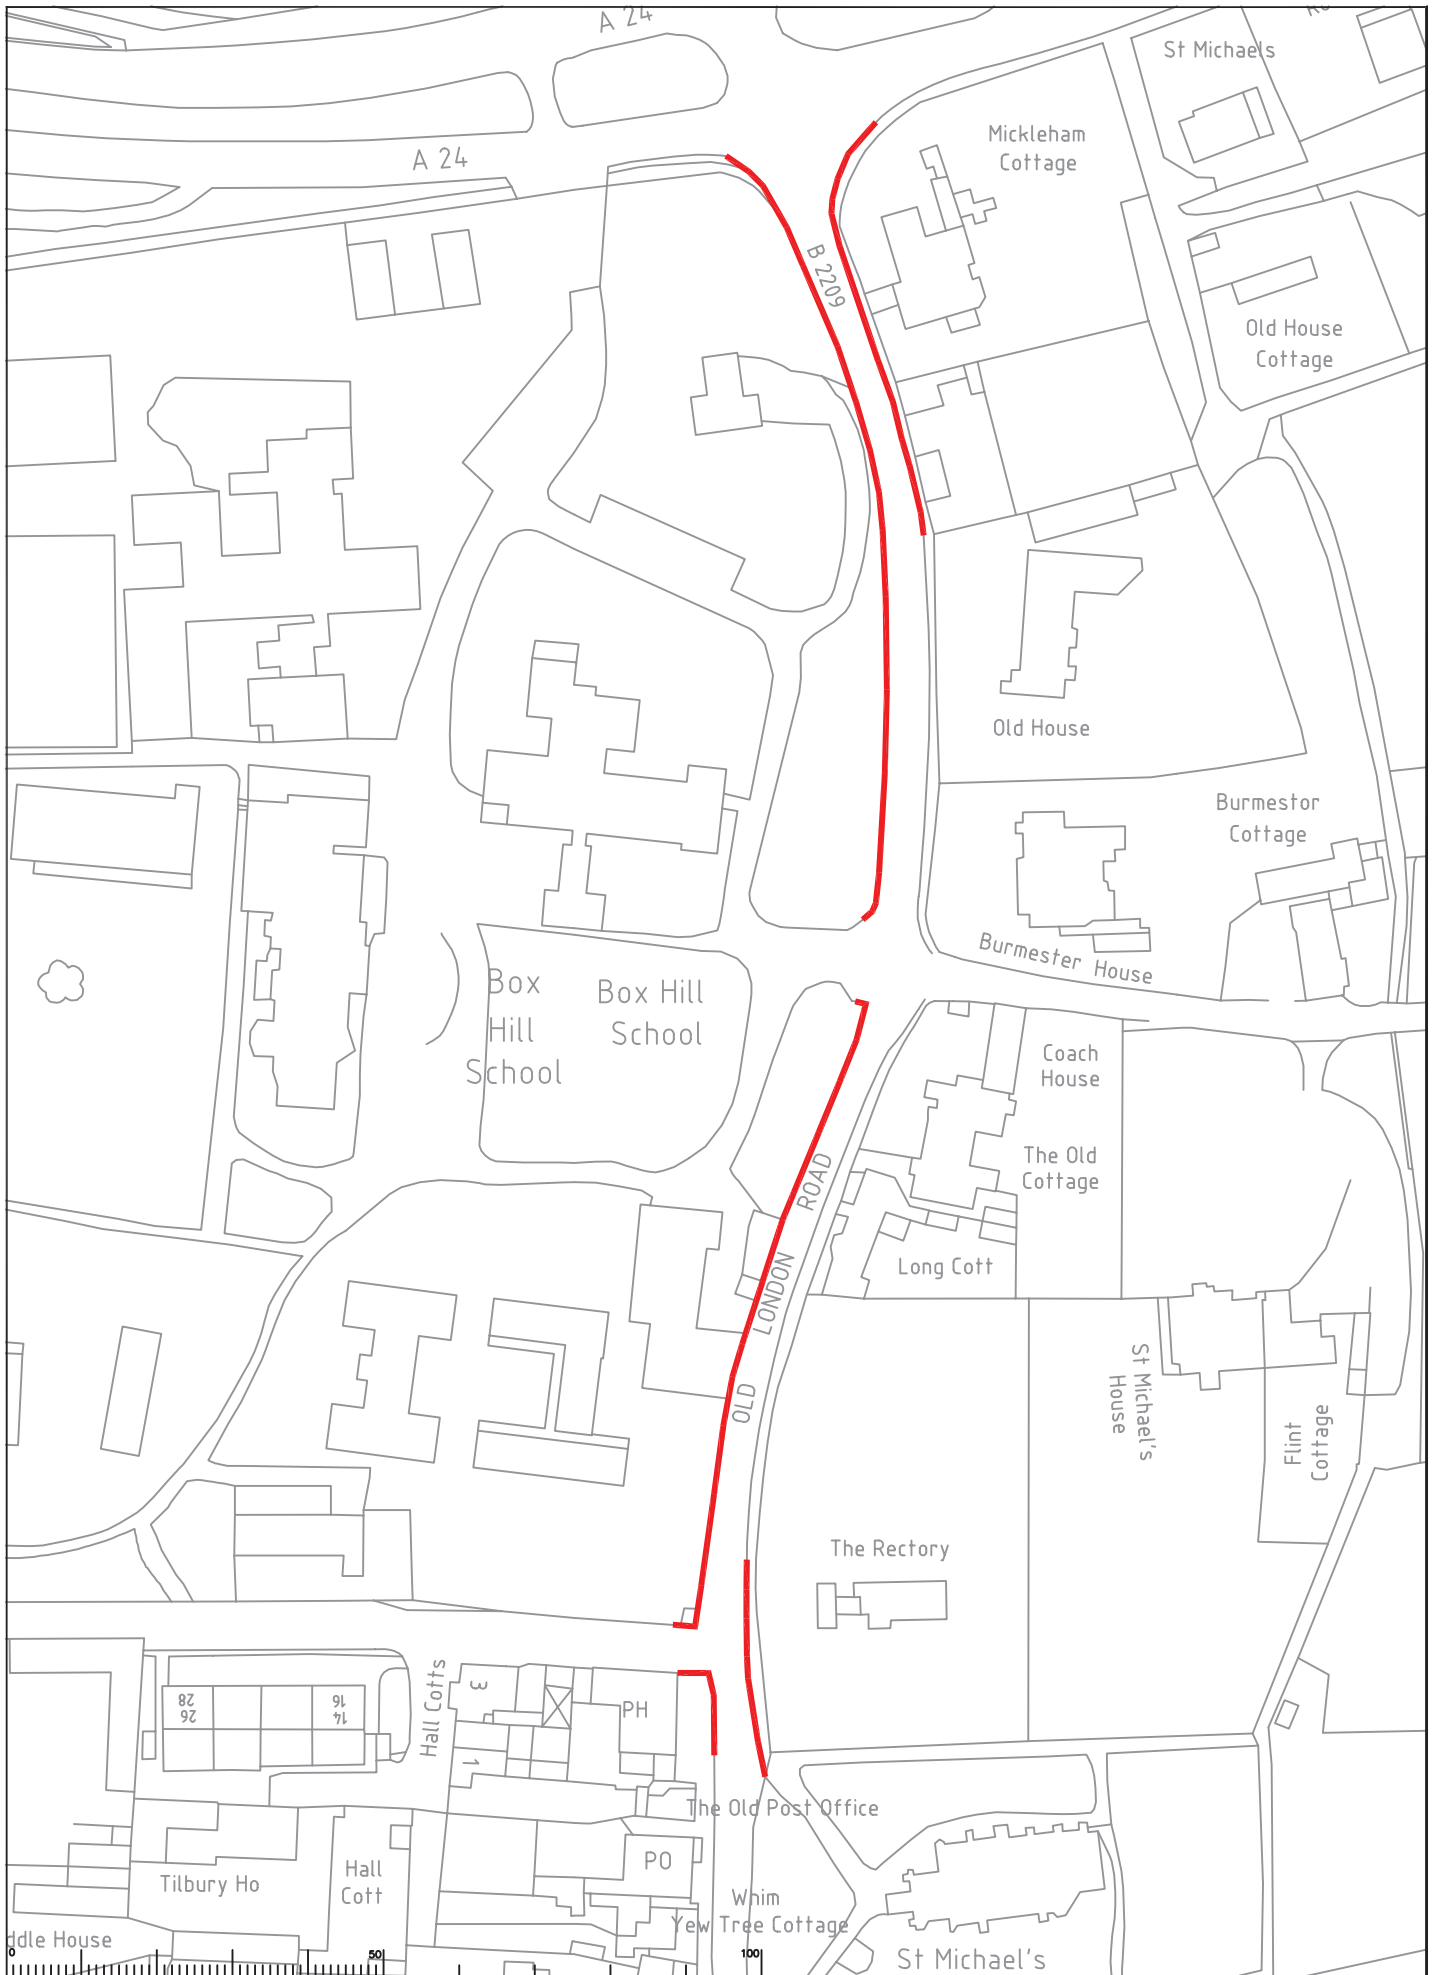 A 24
St Michaels
Mickleham
Cottage
A 24
B 2209
Old House
Cottage
Old House
Burmestor
Cottage
Burmester House
Box
Hill
School
Box Hill
School
Coach
House
The Old
Cottage
Long Cott
OLD LONDON ROAD
St Michael's
House
Flint
Cottage
The Rectory
Hall Cotts
3
1
PH
28
26
16
14
The Old Post Office
PO
Tilbury Ho
Hall
Cott
Whim
Yew Tree Cottage
ddle House
St Michael's
0
50
100